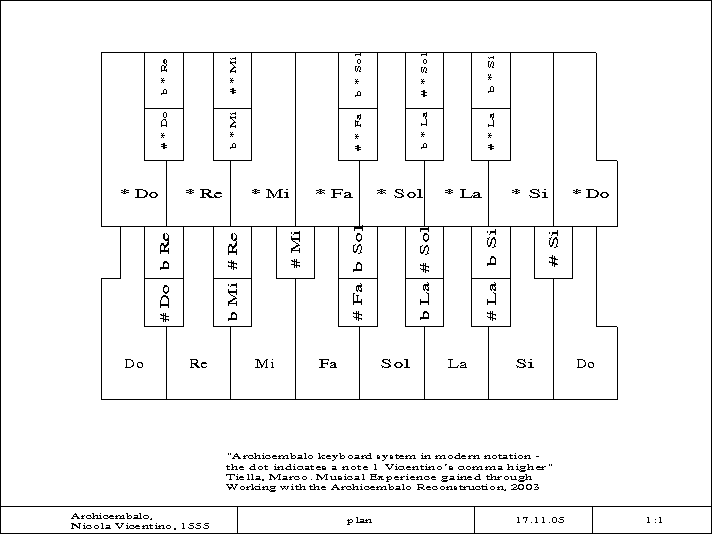 b * Re
# * Mi
b * Sol
# * Sol
b * Si
# * Do
b * Mi
# * Fa
b * La
# * La
* Do
* Re
* Mi
* Fa
* Sol
* La
* Si
* Do
b Re
# Re
# Mi
b Sol
# Sol
b Si
# Si
# Do
b Mi
# Fa
b La
# La
Do
Re
Mi
Fa
Sol
La
Si
Do
"Archicembalo keyboard system in modern notation -
the dot indicates a note 1 Vicentino's comma higher"
Tiella, Marco. Musical Experience gained through
Working with the Archicembalo Reconstruction, 2003
Archicembalo,
Nicola Vicentino, 1555
plan
17.11.05
1:1